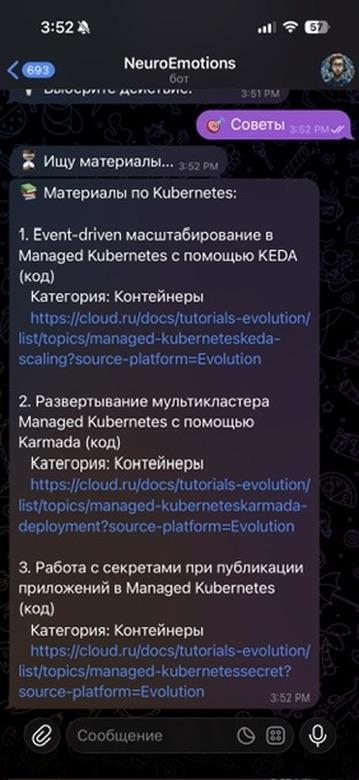 3:52
57
693
NeuroEmotions
бот
Выберите действие:
3:51 PM
Советы 3:52 PM
Ищу материалы... 3:52 PM
Материалы по Kubernetes:
1. Event-driven масштабирование в
Managed Kubernetes с помощью KEDA
(код)
Категория: Контейнеры
https://cloud.ru/docs/tutorials-evolution/
list/topics/managed-kuberneteskeda-
scaling?source-platform=Evolution
2. Развертывание мультикластера
Managed Kubernetes с помощью
Karmada (код)
Категория: Контейнеры
https://cloud.ru/docs/tutorials-evolution/
list/topics/managed-kuberneteskarmada-
deployment?source-platform=Evolution
3. Работа с секретами при публикации
приложений в Managed Kubernetes
(код)
Категория: Контейнеры
https://cloud.ru/docs/tutorials-evolution/
list/topics/managed-kubernetessecret?
source-platform=Evolution
3:52 PM
Сообщение